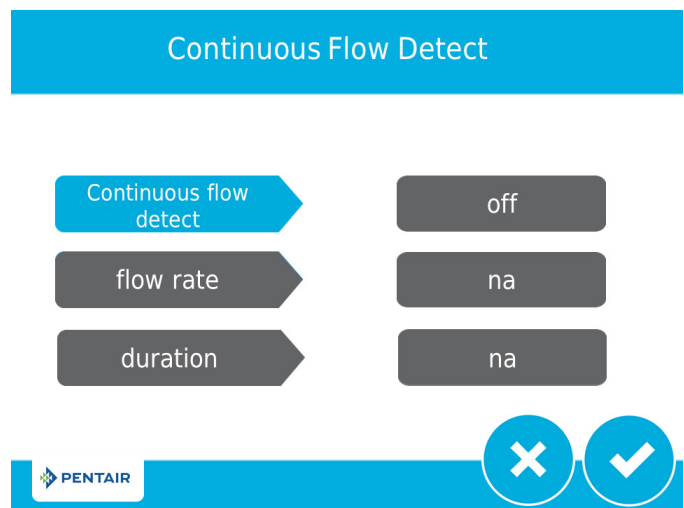 Continuous Flow Detect
Continuous flow
detect
off
flow rate
na
duration
na
PENTAIR